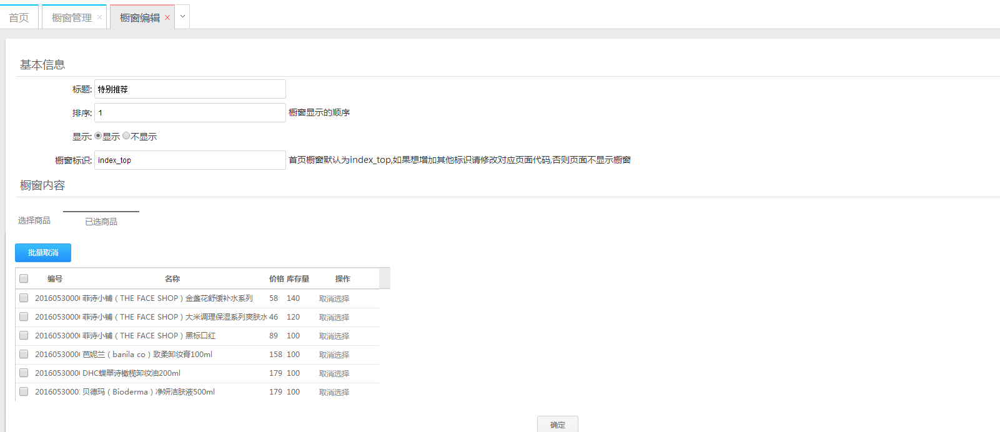 首页 橱窗管理 橱窗编辑
基本信息
标题: 特别推荐
排序: 1 橱窗显示的顺序
显示: 显示 不显示
橱窗标识: index_top 首页橱窗默认为index_top,如果想增加其他标识请修改对应页面代码,否则页面不显示橱窗
橱窗内容
选择商品 已选商品
批量取消
编号 名称 价格 库存量 操作
2016053000 菲诗小铺（THE FACE SHOP）金盏花舒缓补水系列 58 140 取消选择
2016053000 菲诗小铺（THE FACE SHOP）大米调理保湿系列爽肤水 46 120 取消选择
2016053000 菲诗小铺（THE FACE SHOP）黑标口红 89 100 取消选择
2016053000 芭妮兰（banila co）致柔卸妆膏100ml 158 100 取消选择
2016053000 DHC蝶翠诗橄榄卸妆油200ml 179 100 取消选择
2016053000 贝德玛（Bioderma）净妍洁肤液500ml 179 100 取消选择
确定